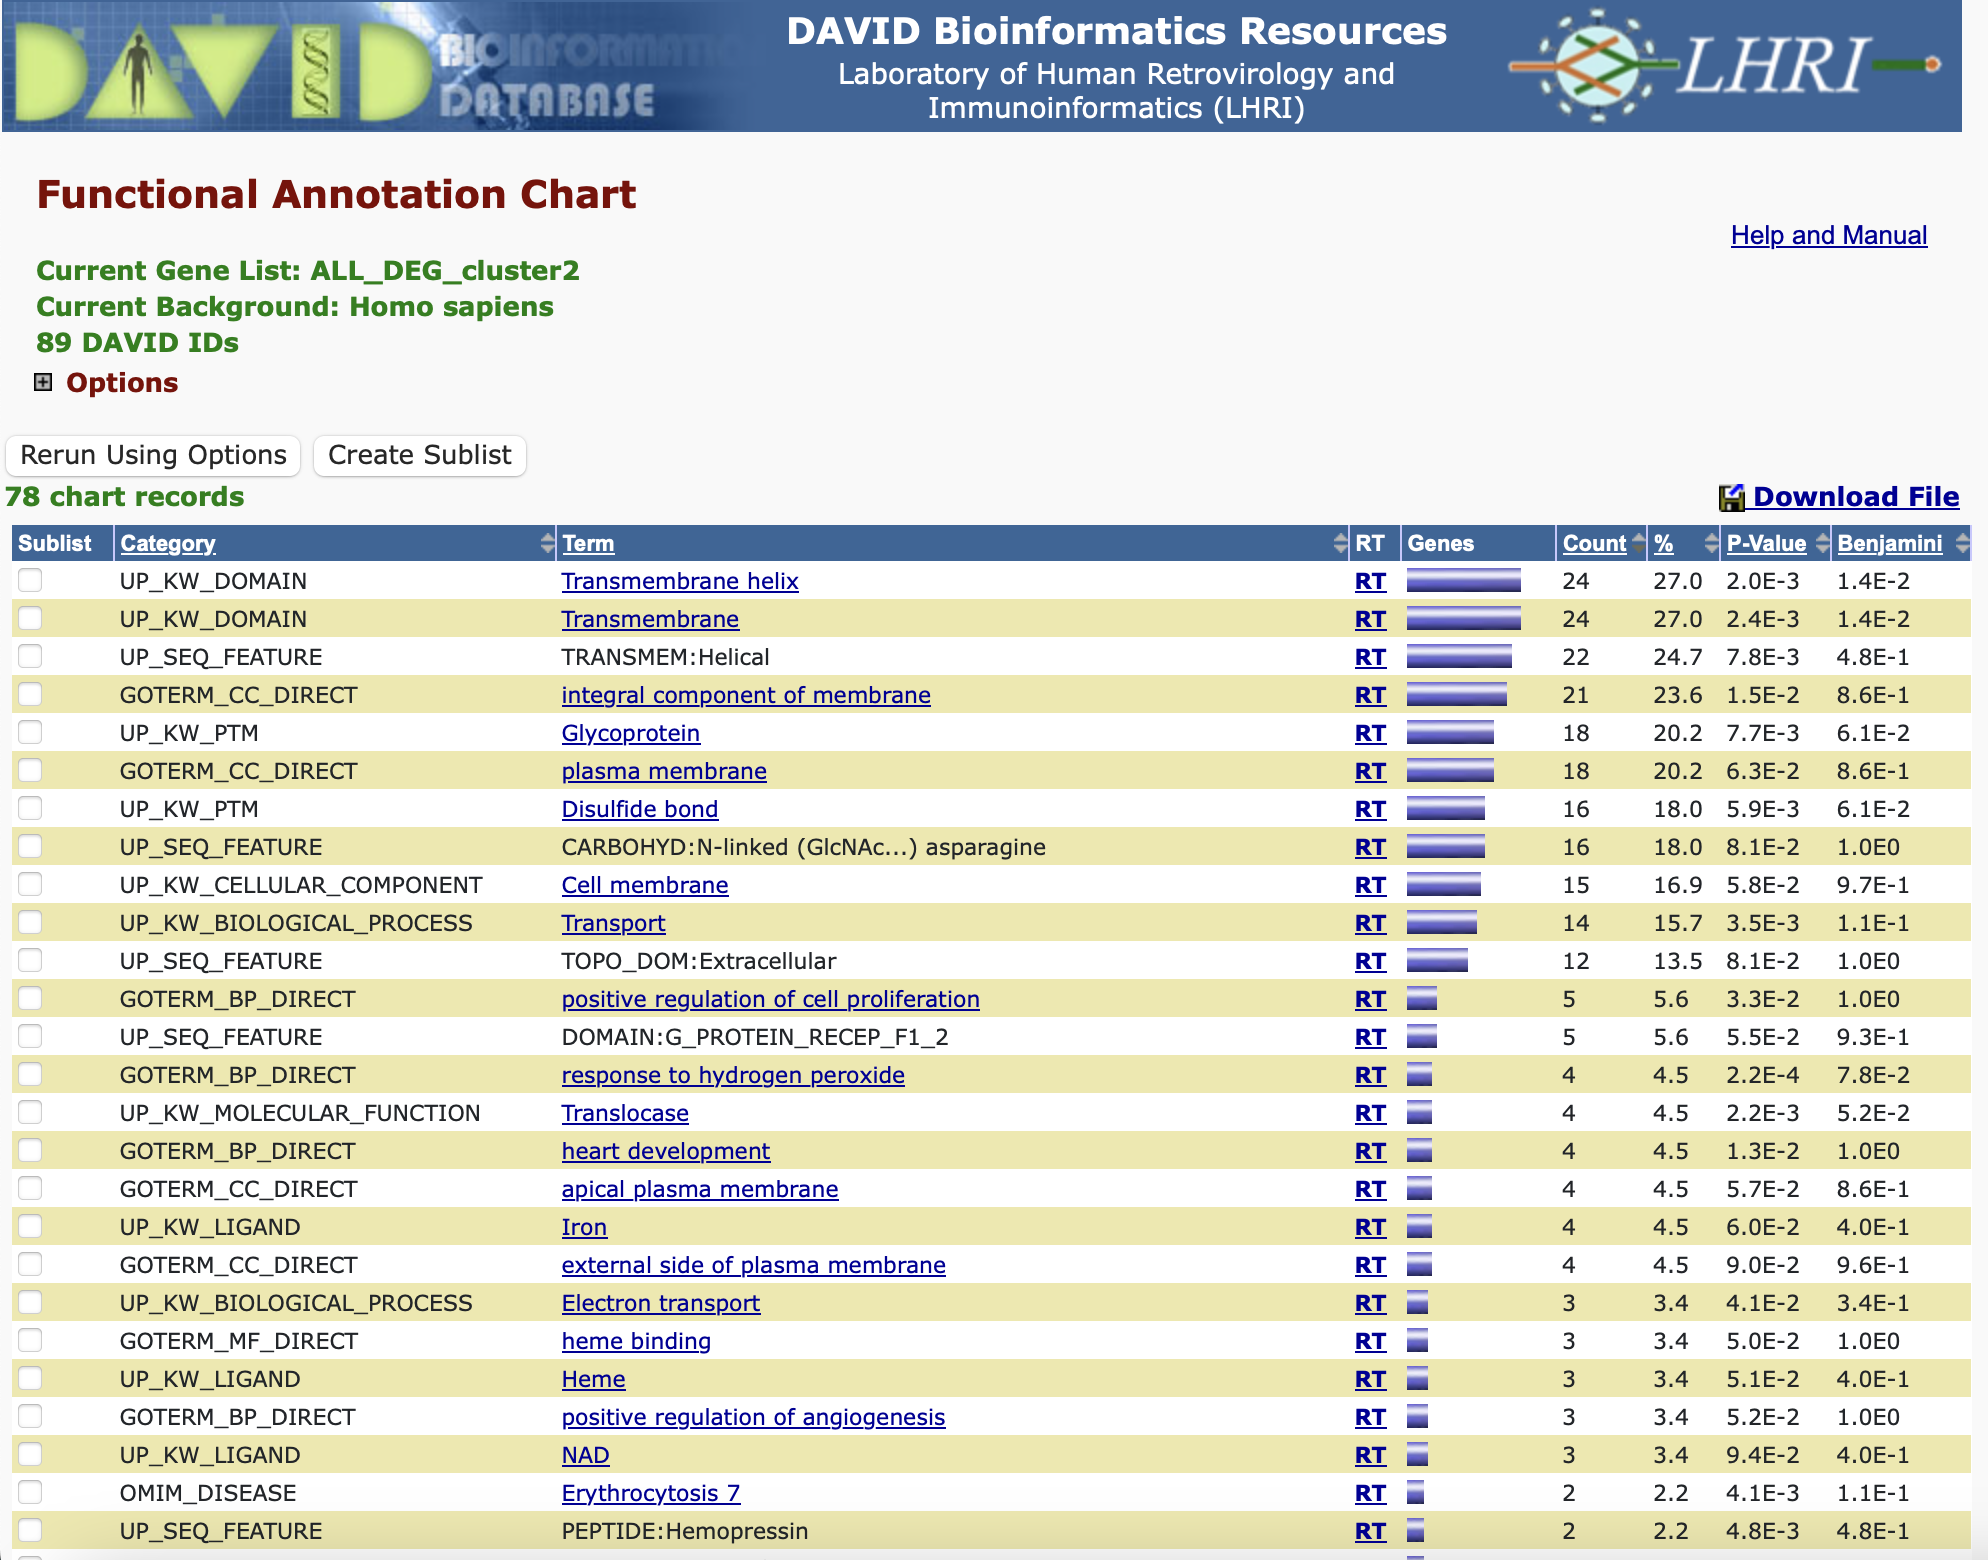 DAVID BIOINFORMATICS DATABASE
DAVID Bioinformatics Resources
Laboratory of Human Retrovirology and
Immunoinformatics (LHRI)
LHRI
Functional Annotation Chart
Help and Manual
Current Gene List: ALL_DEG_cluster2
Current Background: Homo sapiens
89 DAVID IDs
Options
Rerun Using Options Create Sublist
78 chart records Download File
Sublist Category Term RT Genes Count % P-Value Benjamini
UP_KW_DOMAIN Transmembrane helix RT 24 27.0 2.0E-3 1.4E-2
UP_KW_DOMAIN Transmembrane RT 24 27.0 2.4E-3 1.4E-2
UP_SEQ_FEATURE TRANSMEM:Helical RT 22 24.7 7.8E-3 4.8E-1
GOTERM_CC_DIRECT integral component of membrane RT 21 23.6 1.5E-2 8.6E-1
UP_KW_PTM Glycoprotein RT 18 20.2 7.7E-3 6.1E-2
GOTERM_CC_DIRECT plasma membrane RT 18 20.2 6.3E-2 8.6E-1
UP_KW_PTM Disulfide bond RT 16 18.0 5.9E-3 6.1E-2
UP_SEQ_FEATURE CARBOHYD:N-linked (GlcNAc...) asparagine RT 16 18.0 8.1E-2 1.0E0
UP_KW_CELLULAR_COMPONENT Cell membrane RT 15 16.9 5.8E-2 9.7E-1
UP_KW_BIOLOGICAL_PROCESS Transport RT 14 15.7 3.5E-3 1.1E-1
UP_SEQ_FEATURE TOPO_DOM:Extracellular RT 12 13.5 8.1E-2 1.0E0
GOTERM_BP_DIRECT positive regulation of cell proliferation RT 5 5.6 3.3E-2 1.0E0
UP_SEQ_FEATURE DOMAIN:G_PROTEIN_RECEP_F1_2 RT 5 5.6 5.5E-2 9.3E-1
GOTERM_BP_DIRECT response to hydrogen peroxide RT 4 4.5 2.2E-4 7.8E-2
UP_KW_MOLECULAR_FUNCTION Translocase RT 4 4.5 2.2E-3 5.2E-2
GOTERM_BP_DIRECT heart development RT 4 4.5 1.3E-2 1.0E0
GOTERM_CC_DIRECT apical plasma membrane RT 4 4.5 5.7E-2 8.6E-1
UP_KW_LIGAND Iron RT 4 4.5 6.0E-2 4.0E-1
GOTERM_CC_DIRECT external side of plasma membrane RT 4 4.5 9.0E-2 9.6E-1
UP_KW_BIOLOGICAL_PROCESS Electron transport RT 3 3.4 4.1E-2 3.4E-1
GOTERM_MF_DIRECT heme binding RT 3 3.4 5.0E-2 1.0E0
UP_KW_LIGAND Heme RT 3 3.4 5.1E-2 4.0E-1
GOTERM_BP_DIRECT positive regulation of angiogenesis RT 3 3.4 5.2E-2 1.0E0
UP_KW_LIGAND NAD RT 3 3.4 9.4E-2 4.0E-1
OMIM_DISEASE Erythrocytosis 7 RT 2 2.2 4.1E-3 1.1E-1
UP_SEQ_FEATURE PEPTIDE:Hemopressin RT 2 2.2 4.8E-3 4.8E-1